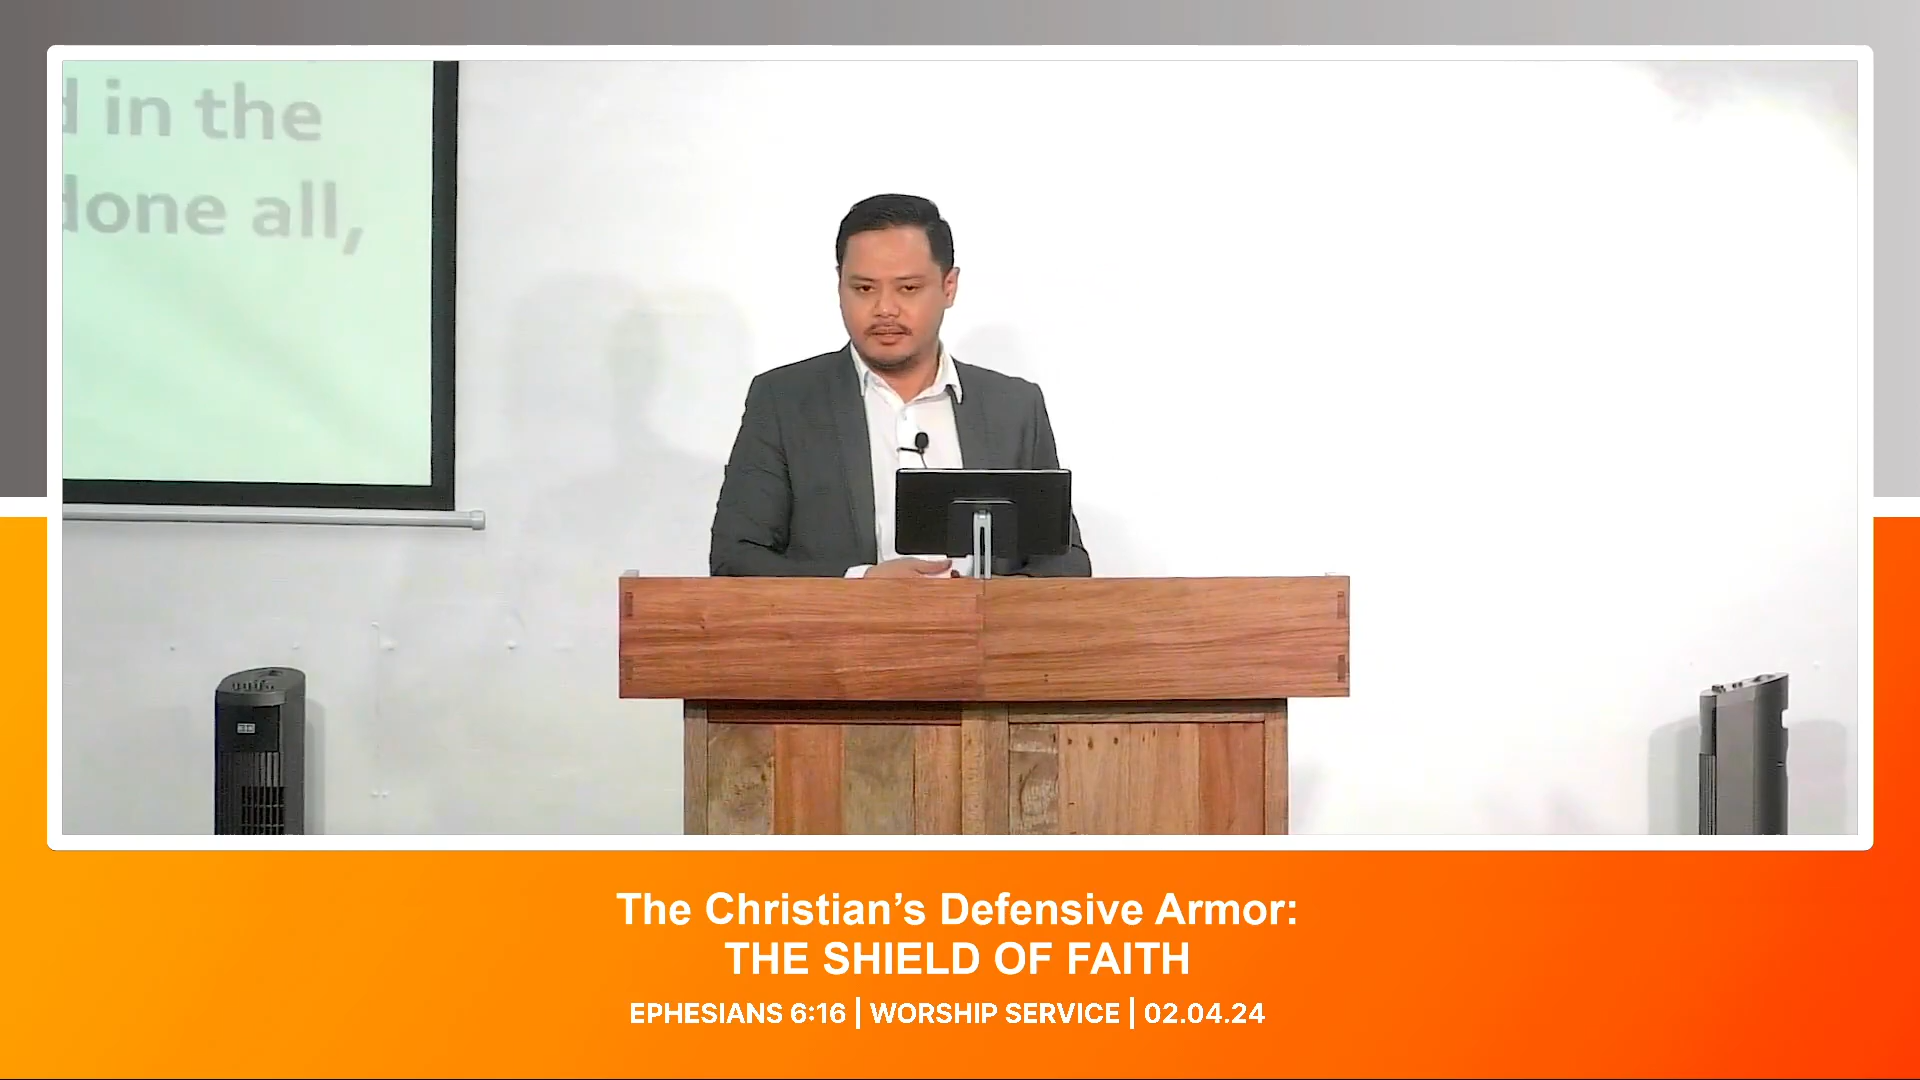 in the
done all,
The Christian’s Defensive Armor:
THE SHIELD OF FAITH
EPHESIANS 6:16 | WORSHIP SERVICE | 02.04.24